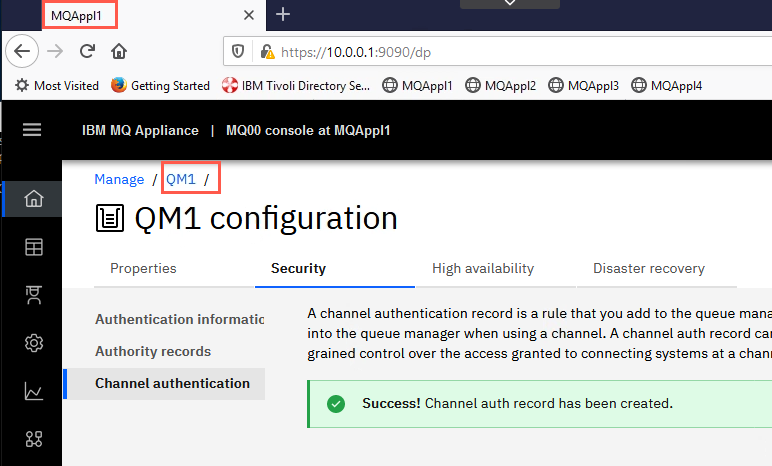 MQAppl1
https://10.0.0.1:9090/dp
Most Visited Getting Started IBM Tivoli Directory Se... MQAppl1 MQAppl2 MQAppl3 MQAppl4
IBM MQ Appliance | MQ00 console at MQAppl1
Manage / QM1 /
QM1 configuration
Properties Security High availability Disaster recovery
Authentication informatio
Authority records
Channel authentication
A channel authentication record is a rule that you add to the queue mana
into the queue manager when using a channel. A channel auth record can
grained control over the access granted to connecting systems at a chan
Success! Channel auth record has been created.